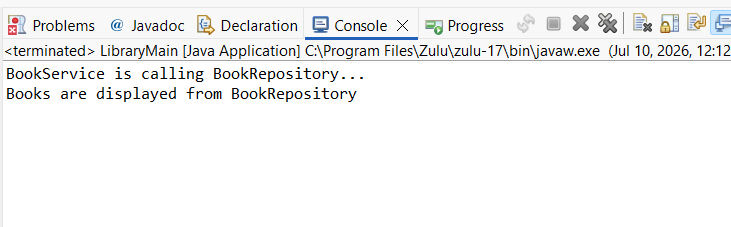 Problems @ Javadoc Declaration Console Progress
<terminated> LibraryMain [Java Application] C:\Program Files\Zulu\zulu-17\bin\javaw.exe (Jul 10, 2026, 12:12
BookService is calling BookRepository...
Books are displayed from BookRepository